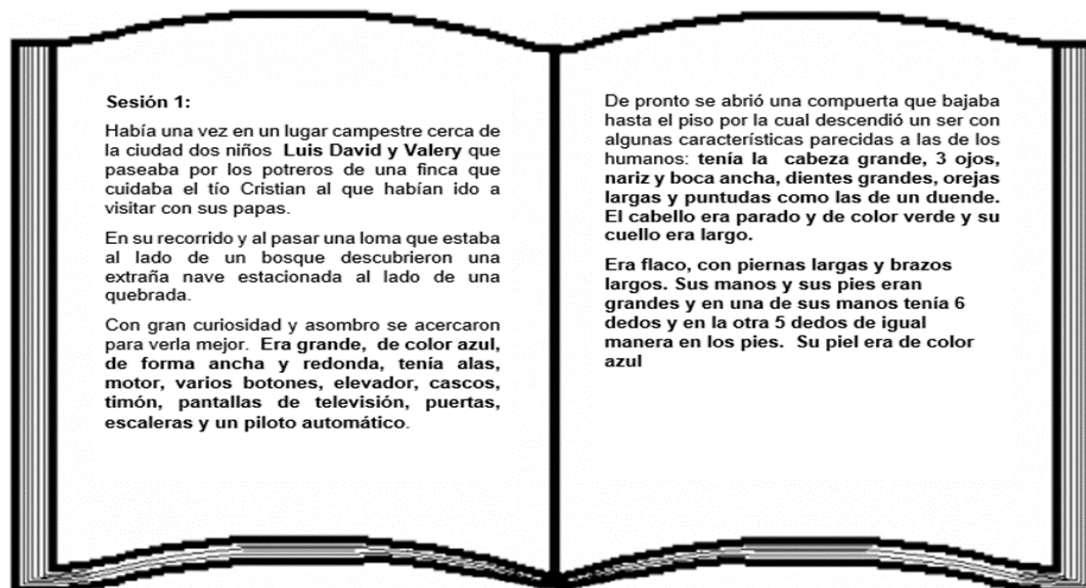 Sesión 1:
Había una vez en un lugar campestre cerca de
la ciudad dos niños Luis David y Valery que
paseaba por los potreros de una finca que
cuidaba el tío Cristian al que habían ido a
visitar con sus papas.
En su recorrido y al pasar una loma que estaba
al lado de un bosque descubrieron una
extraña nave estacionada al lado de una
quebrada.
Con gran curiosidad y asombro se acercaron
para verla mejor. Era grande, de color azul,
de forma ancha y redonda, tenía alas,
motor, varios botones, elevador, cascos,
timón, pantallas de televisión, puertas,
escaleras y un piloto automático.
De pronto se abrió una compuerta que bajaba
hasta el piso por la cual descendió un ser con
algunas características parecidas a las de los
humanos: tenía la cabeza grande, 3 ojos,
nariz y boca ancha, dientes grandes, orejas
largas y puntudas como las de un duende.
El cabello era parado y de color verde y su
cuello era largo.
Era flaco, con piernas largas y brazos
largos. Sus manos y sus pies eran
grandes y en una de sus manos tenía 6
dedos y en la otra 5 dedos de igual
manera en los pies. Su piel era de color
azul